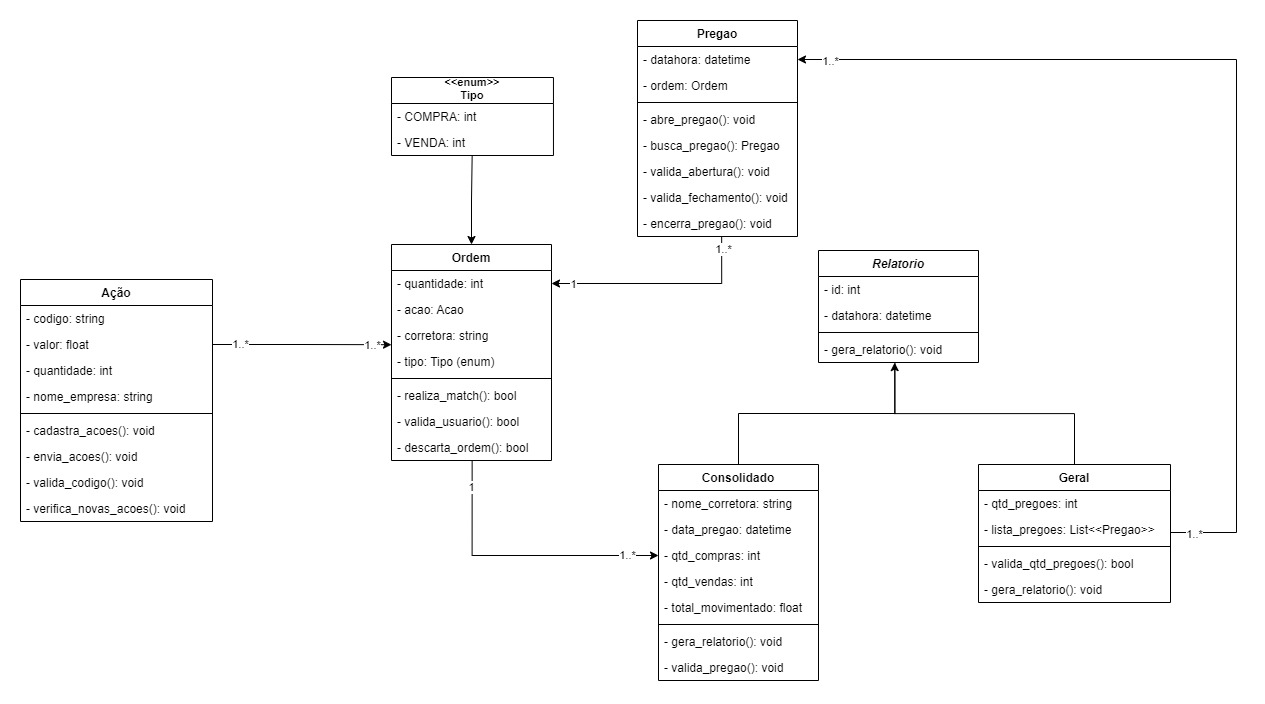 Pregao
- datahora: datetime
- ordem: Ordem
- abre_pregao(): void
- busca_pregao(): Pregao
- valida_abertura(): void
- valida_fechamento(): void
- encerra_pregao(): void
1..*
1..*
<<enum>>
Tipo
- COMPRA: int
- VENDA: int
Ordem
- quantidade: int
- acao: Acao
- corretora: string
- tipo: Tipo (enum)
- realiza_match(): bool
- valida_usuario(): bool
- descarta_ordem(): bool
1
1
Ação
- codigo: string
- valor: float
- quantidade: int
- nome_empresa: string
- cadastra_acoes(): void
- envia_acoes(): void
- valida_codigo(): void
- verifica_novas_acoes(): void
1..*
1..*
Relatorio
- id: int
- datahora: datetime
- gera_relatorio(): void
Consolidado
- nome_corretora: string
- data_pregao: datetime
- qtd_compras: int
- qtd_vendas: int
- total_movimentado: float
- gera_relatorio(): void
- valida_pregao(): void
1..*
Geral
- qtd_pregoes: int
- lista_pregoes: List<<Pregao>>
- valida_qtd_pregoes(): bool
- gera_relatorio(): void
1..*